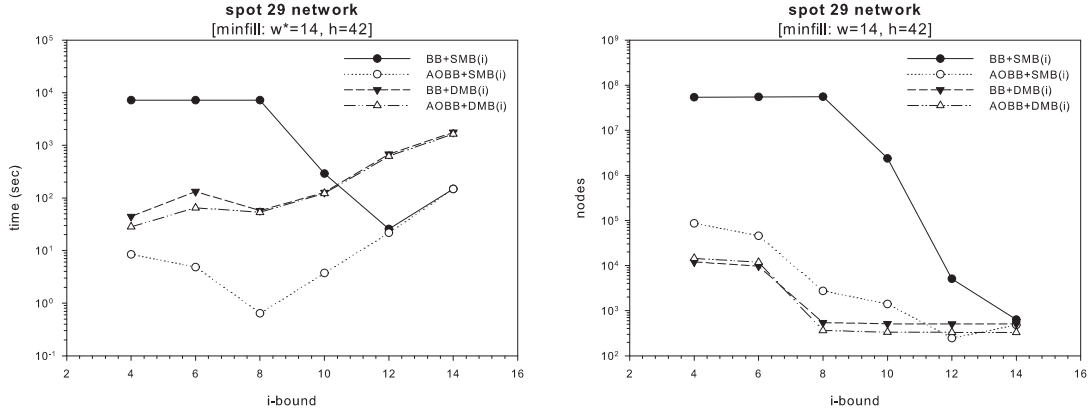 spot 29 network
[minfill: w*=14, h=42]
10^5
10^4
10^3
10^2
10^1
10^0
10^-1
time (sec)
2 4 6 8 10 12 14 16
i-bound
BB+SMB(i)
AOBB+SMB(i)
BB+DMB(i)
AOBB+DMB(i)
spot 29 network
[minfill: w=14, h=42]
10^9
10^8
10^7
10^6
10^5
10^4
10^3
10^2
nodes
2 4 6 8 10 12 14 16
i-bound
BB+SMB(i)
AOBB+SMB(i)
BB+DMB(i)
AOBB+DMB(i)